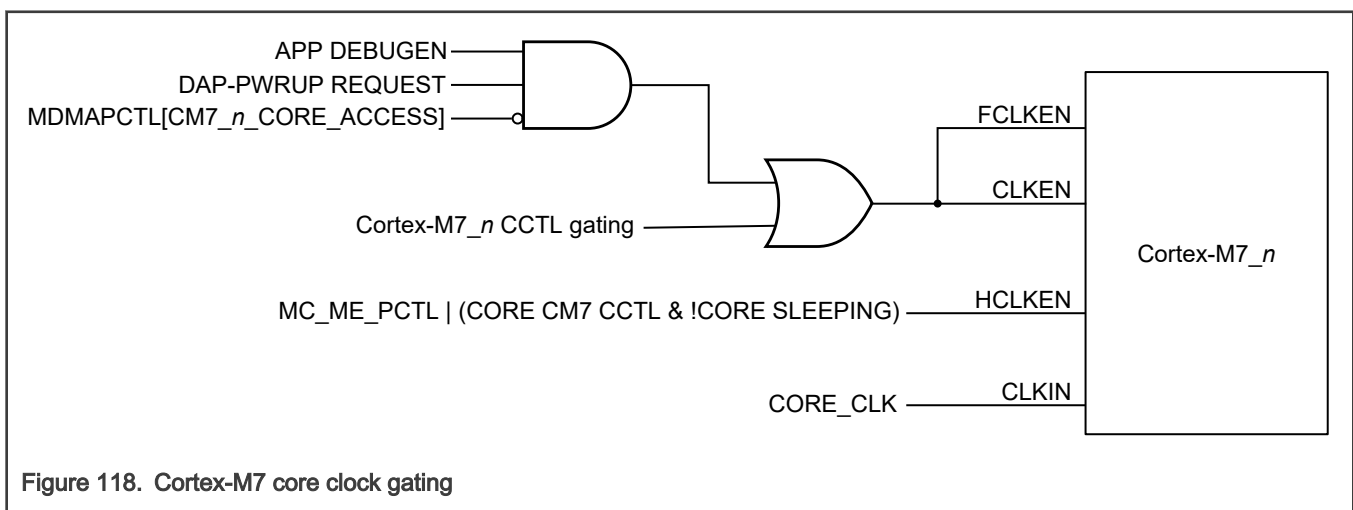 APP DEBUGEN
DAP-PWRUP REQUEST
MDMAPCTL[CM7_n_CORE_ACCESS]
FCLKEN
CLKEN
Cortex-M7_n CCTL gating
Cortex-M7_n
MC_ME_PCTL | (CORE CM7 CCTL & !CORE SLEEPING)
HCLKEN
CORE_CLK
CLKIN
Figure 118. Cortex-M7 core clock gating